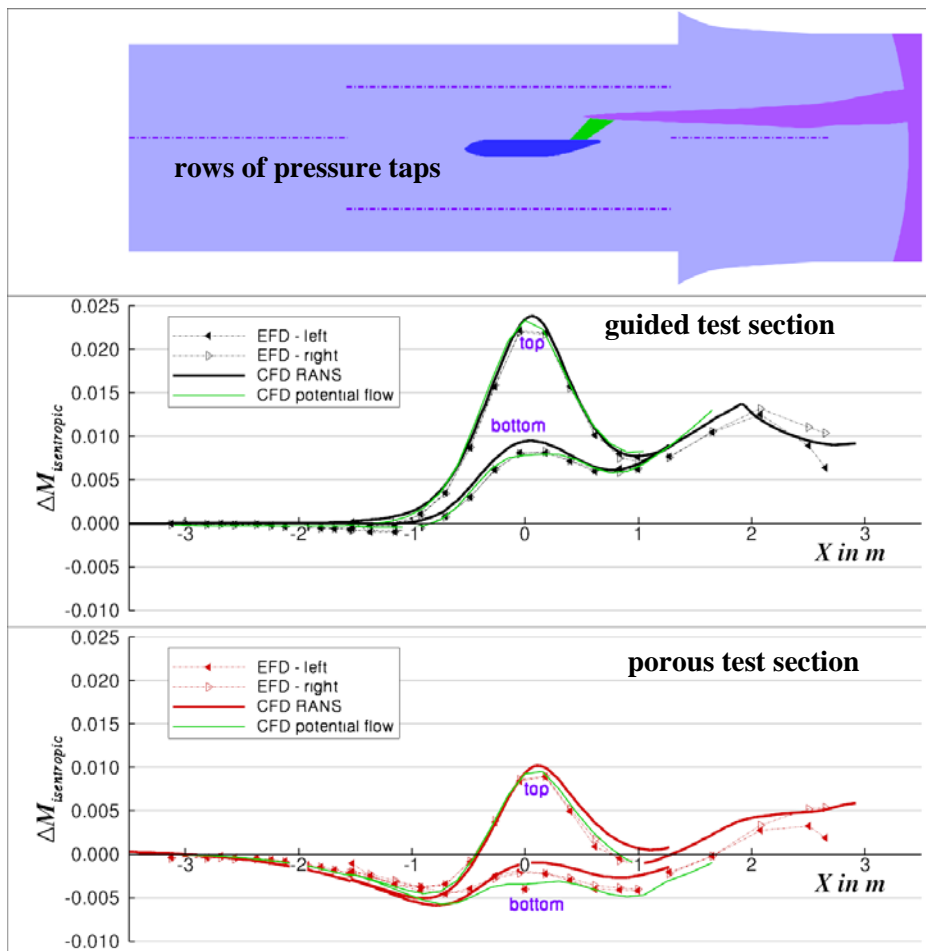 rows of pressure taps
guided test section
0.025
0.020
0.015
0.010
0.005
0.000
-0.005
-0.010
ΔM isentropic
EFD - left
EFD - right
CFD RANS
CFD potential flow
top
bottom
-3 -2 -1 0 1 2 3
X in m
porous test section
0.025
0.020
0.015
0.010
0.005
0.000
-0.005
-0.010
ΔM isentropic
EFD - left
EFD - right
CFD RANS
CFD potential flow
top
-3 -2 -1 0 1 2 3
X in m
bottom